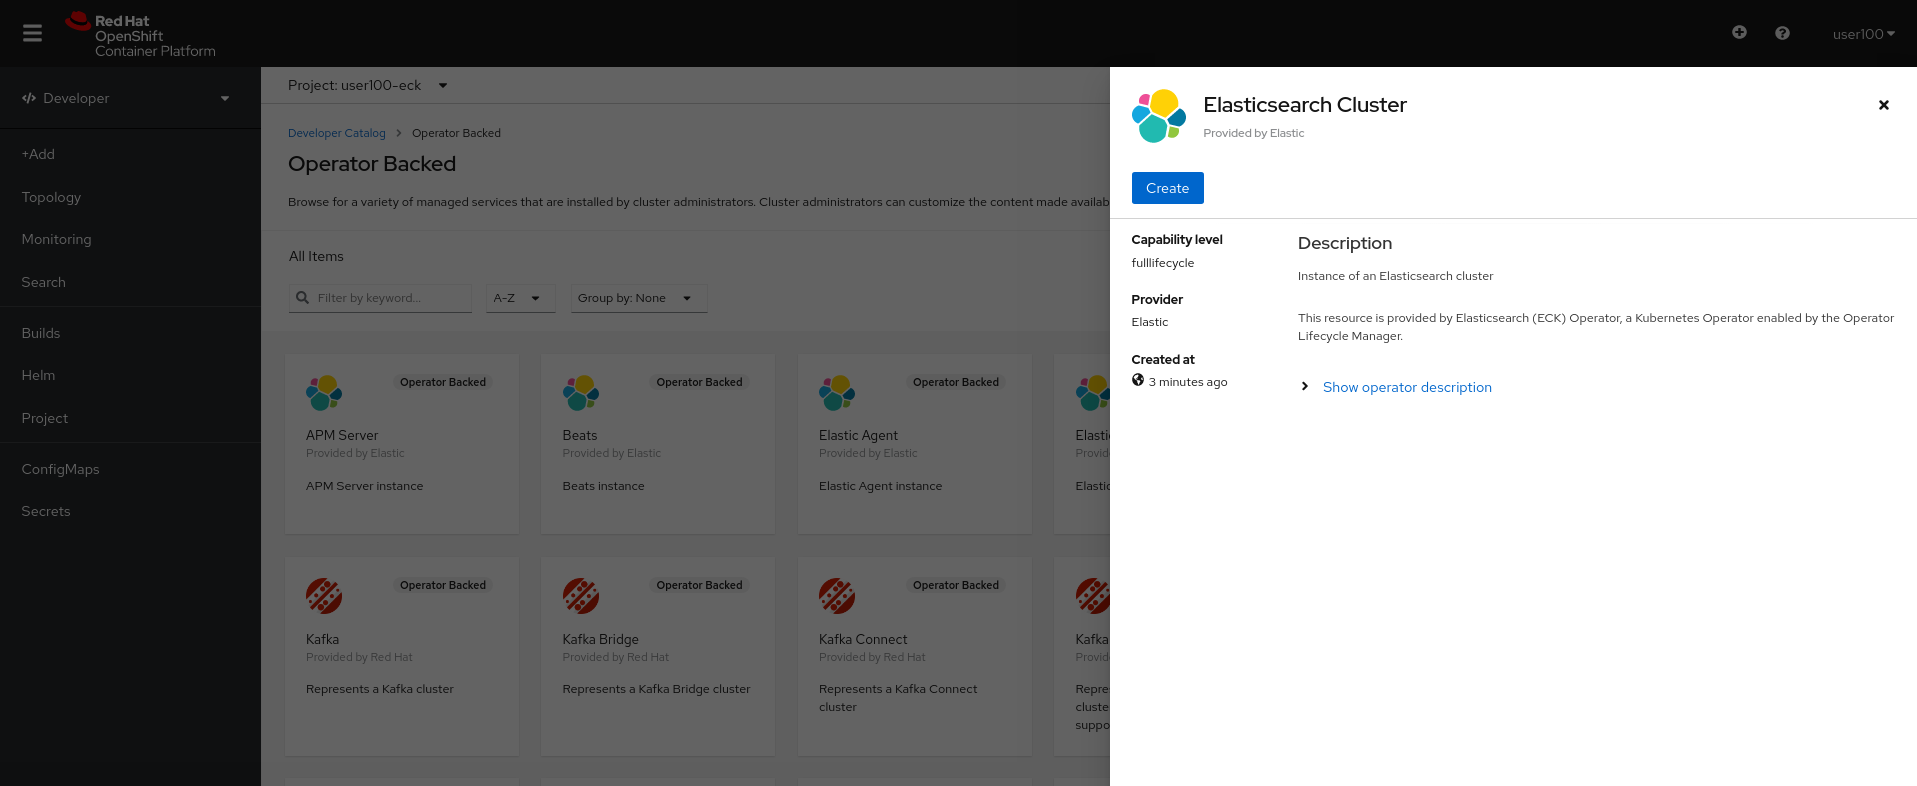 Red Hat
OpenShift
Container Platform
user100
Developer
+Add
Topology
Monitoring
Search
Builds
Helm
Project
ConfigMaps
Secrets
Project: user100-eck
Developer Catalog > Operator Backed
Operator Backed
Browse for a variety of managed services that are installed by cluster administrators. Cluster administrators can customize the content made availab
All Items
Filter by keyword...
A-Z
Group by: None
Operator Backed
APM Server
Provided by Elastic
APM Server instance
Operator Backed
Beats
Provided by Elastic
Beats instance
Operator Backed
Elastic Agent
Provided by Elastic
Elastic Agent instance
Elasti
Provid
Elastic
Operator Backed
Kafka
Provided by Red Hat
Represents a Kafka cluster
Operator Backed
Kafka Bridge
Provided by Red Hat
Represents a Kafka Bridge cluster
Operator Backed
Kafka Connect
Provided by Red Hat
Represents a Kafka Connect
cluster
Kafka
Provid
Repre
cluste
suppo
Elasticsearch Cluster
Provided by Elastic
Create
Capability level
fulllifecycle
Provider
Elastic
Created at
3 minutes ago
Description
Instance of an Elasticsearch cluster
This resource is provided by Elasticsearch (ECK) Operator, a Kubernetes Operator enabled by the Operator
Lifecycle Manager.
Show operator description